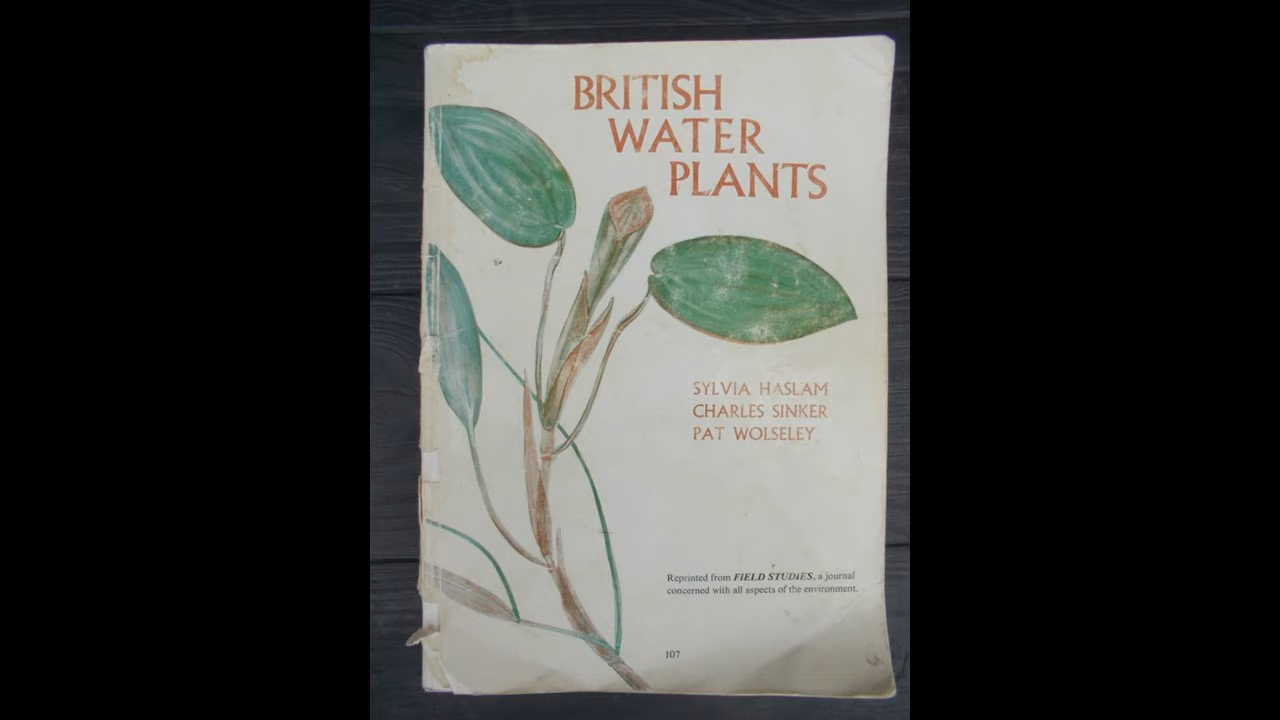 BRITISH
WATER
PLANTS
SYLVIA HASLAM
CHARLES SINKER
PAT WOLSELEY
Reprinted from FIELD STUDIES, a journal
concerned with all aspects of the environment.
107